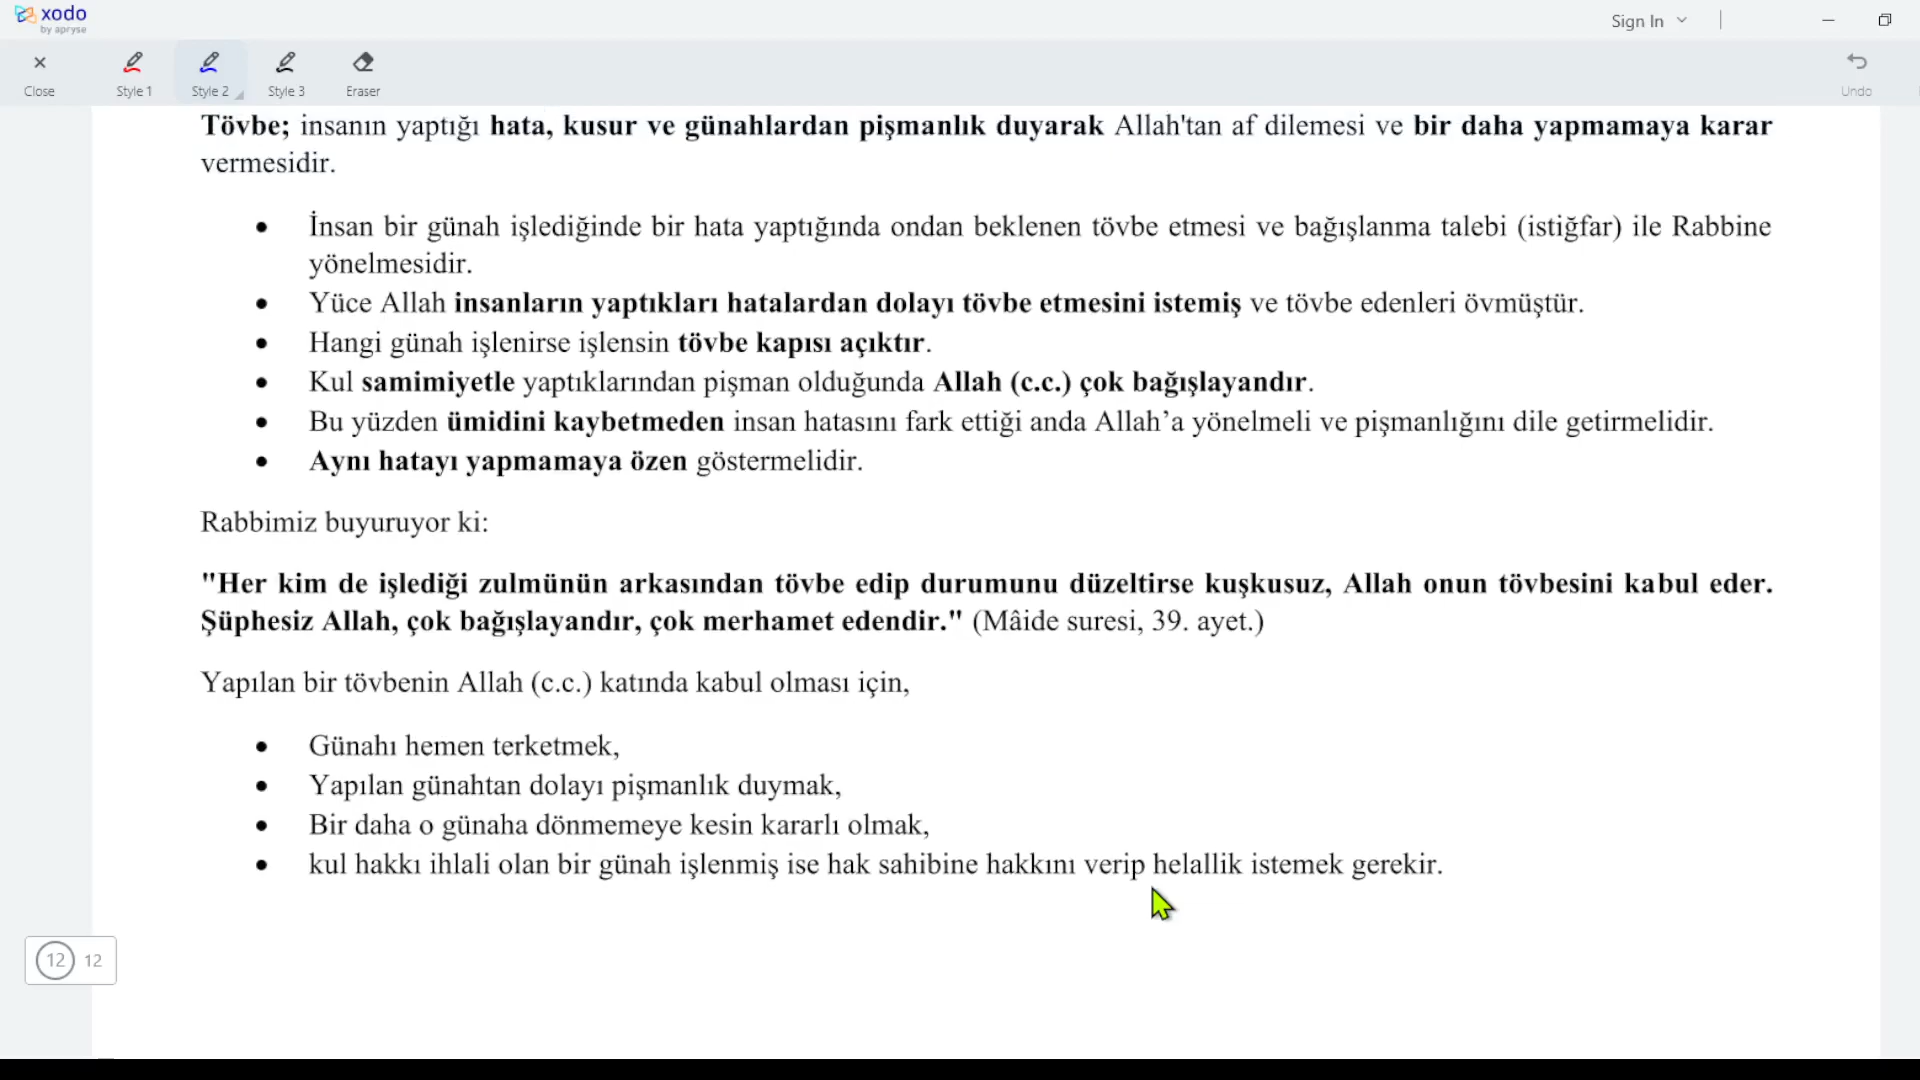 xodo
by apryse
Sign In
Close
Style 1
Style 2
Style 3
Eraser
Undo
Tövbe; insanın yaptığı hata, kusur ve günahlardan pişmanlık duyarak Allah'tan af dilemesi ve bir daha yapmamaya karar
vermesidir.
• İnsan bir günah işlediğinde bir hata yaptığında ondan beklenen tövbe etmesi ve bağışlanma talebi (istiğfar) ile Rabbine
yönelmesidir.
• Yüce Allah insanların yaptıkları hatalardan dolayı tövbe etmesini istemiş ve tövbe edenleri övmüştür.
• Hangi günah işlenirse işlensin tövbe kapısı açıktır.
• Kul samimiyetle yaptıklarından pişman olduğunda Allah (c.c.) çok bağışlayandır.
• Bu yüzden ümidini kaybetmeden insan hatasını fark ettiği anda Allah’a yönelmeli ve pişmanlığını dile getirmelidir.
• Aynı hatayı yapmamaya özen göstermelidir.
Rabbimiz buyuruyor ki:
"Her kim de işlediği zulmünün arkasından tövbe edip durumunu düzeltirse kuşkusuz, Allah onun tövbesini kabul eder.
Şüphesiz Allah, çok bağışlayandır, çok merhamet edendir." (Mâide suresi, 39. ayet.)
Yapılan bir tövbenin Allah (c.c.) katında kabul olması için,
• Günahı hemen terketmek,
• Yapılan günahtan dolayı pişmanlık duymak,
• Bir daha o günaha dönmemeye kesin kararlı olmak,
• kul hakkı ihlali olan bir günah işlenmiş ise hak sahibine hakkını verip helallik istemek gerekir.
12 12